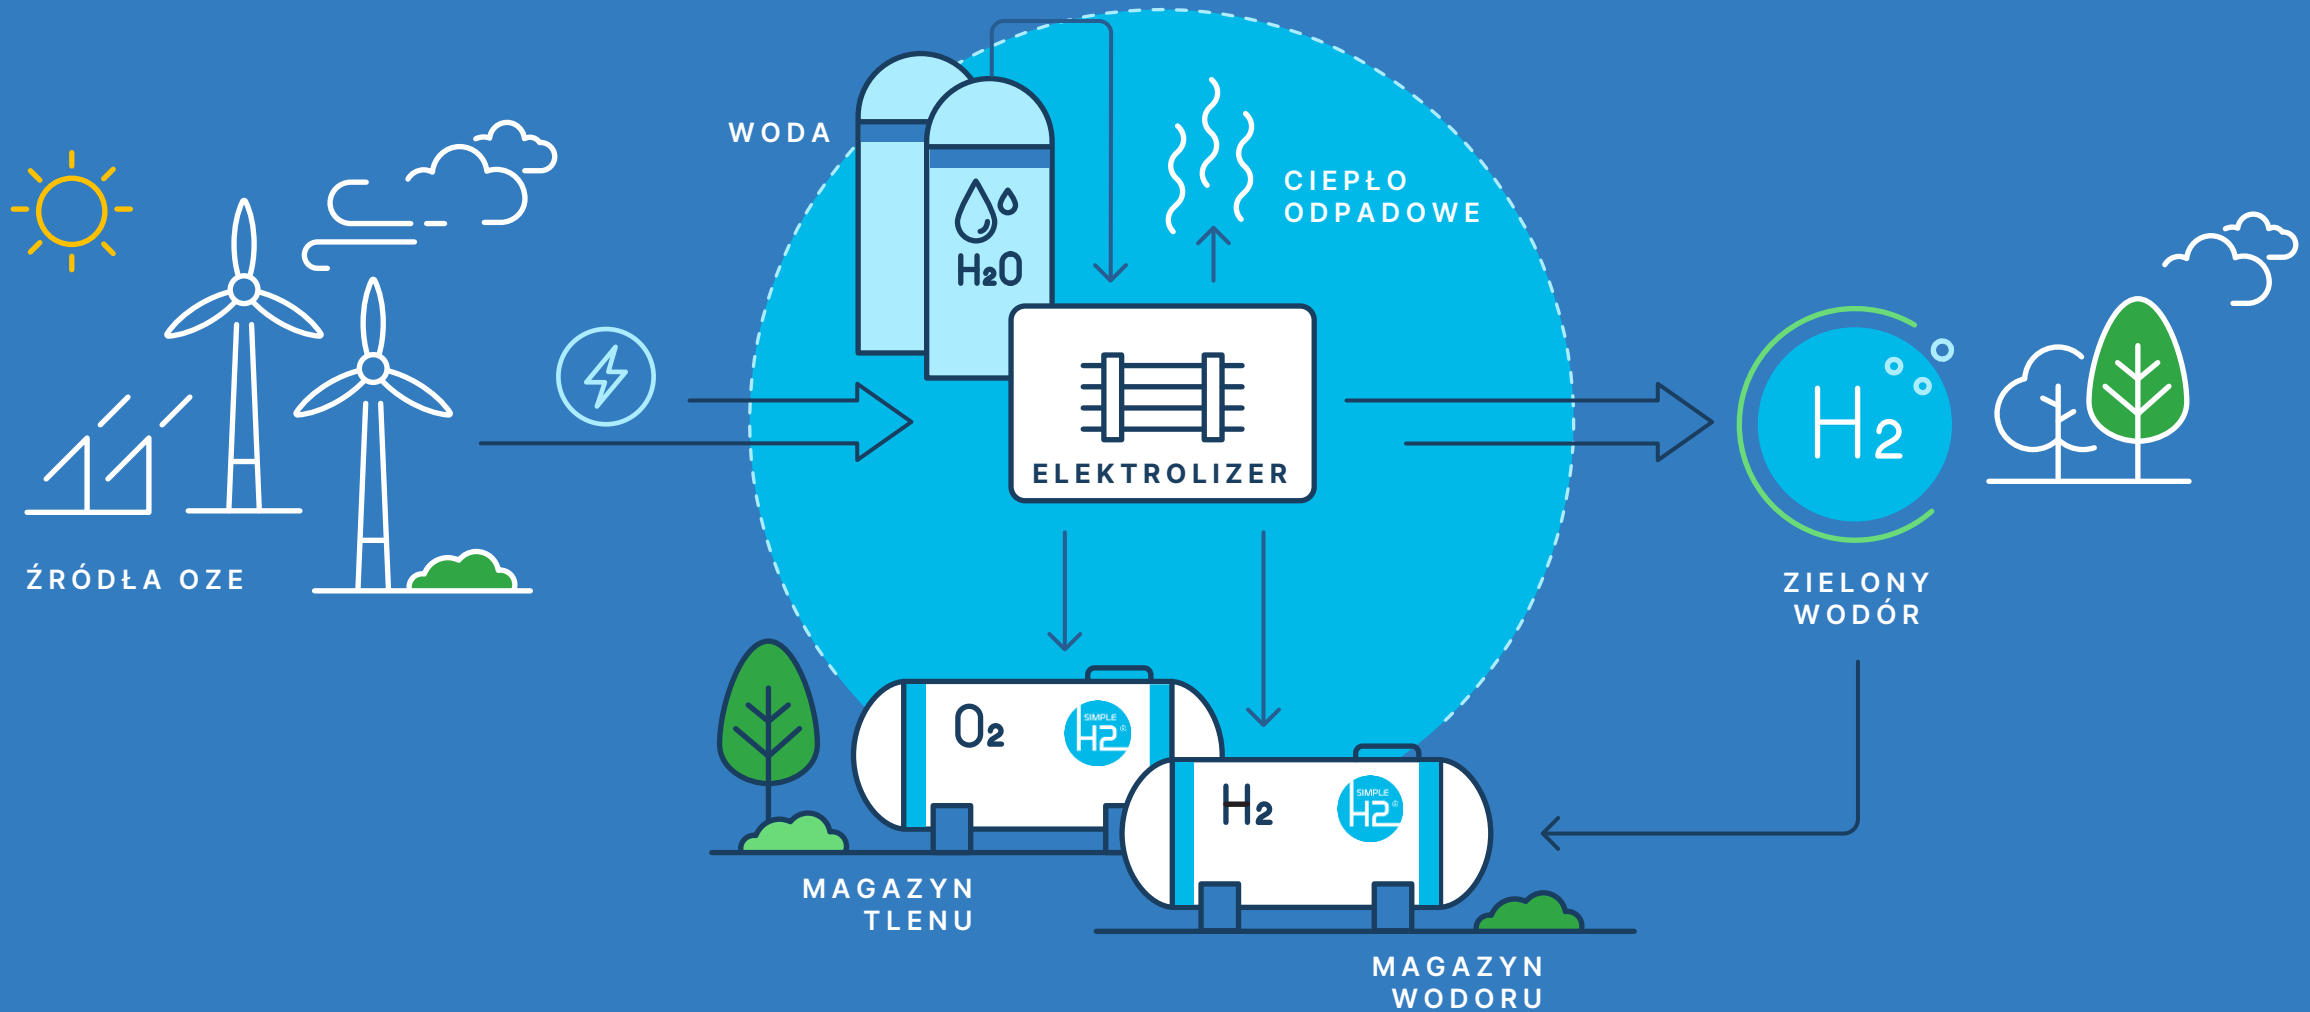 WODA
CIEPŁO
ODPADOWE
H₂O
ELEKTROLIZER
H₂
ŹRÓDŁA OZE
ZIELONY
WODÓR
O₂
SIMPLE
H2®
H₂
SIMPLE
H2®
MAGAZYN
TLENU
MAGAZYN
WODORU